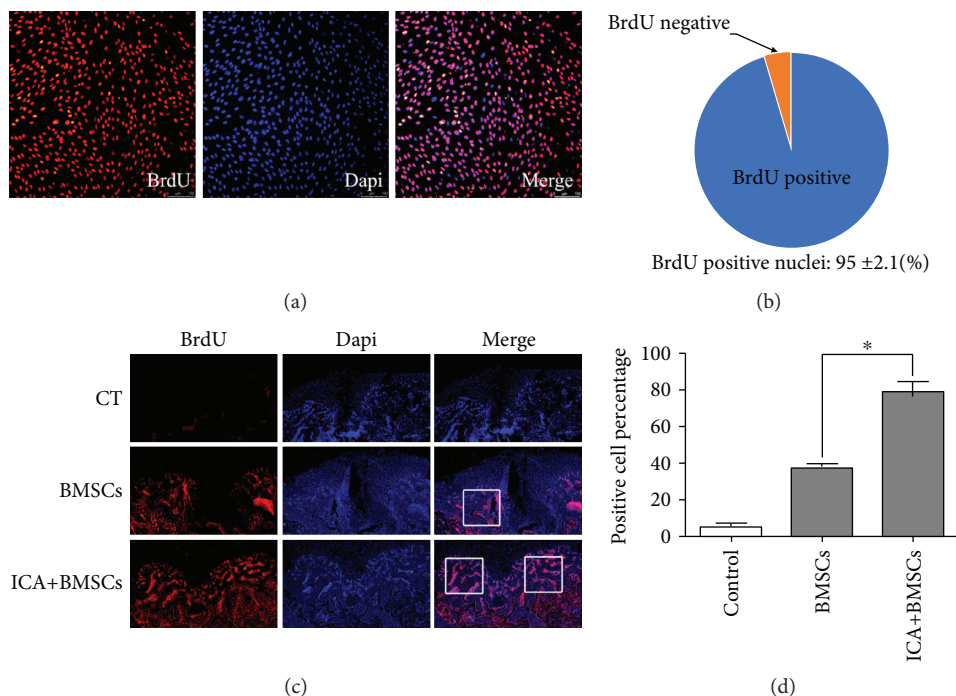 BrdU
Dapi
Merge
(a)
BrdU negative
BrdU positive
BrdU positive nuclei: 95 ±2.1(%)
(b)
BrdU
Dapi
Merge
CT
BMSCs
ICA+BMSCs
(c)
Positive cell percentage
100
80
60
40
20
0
*
Control
BMSCs
ICA+BMSCs
(d)